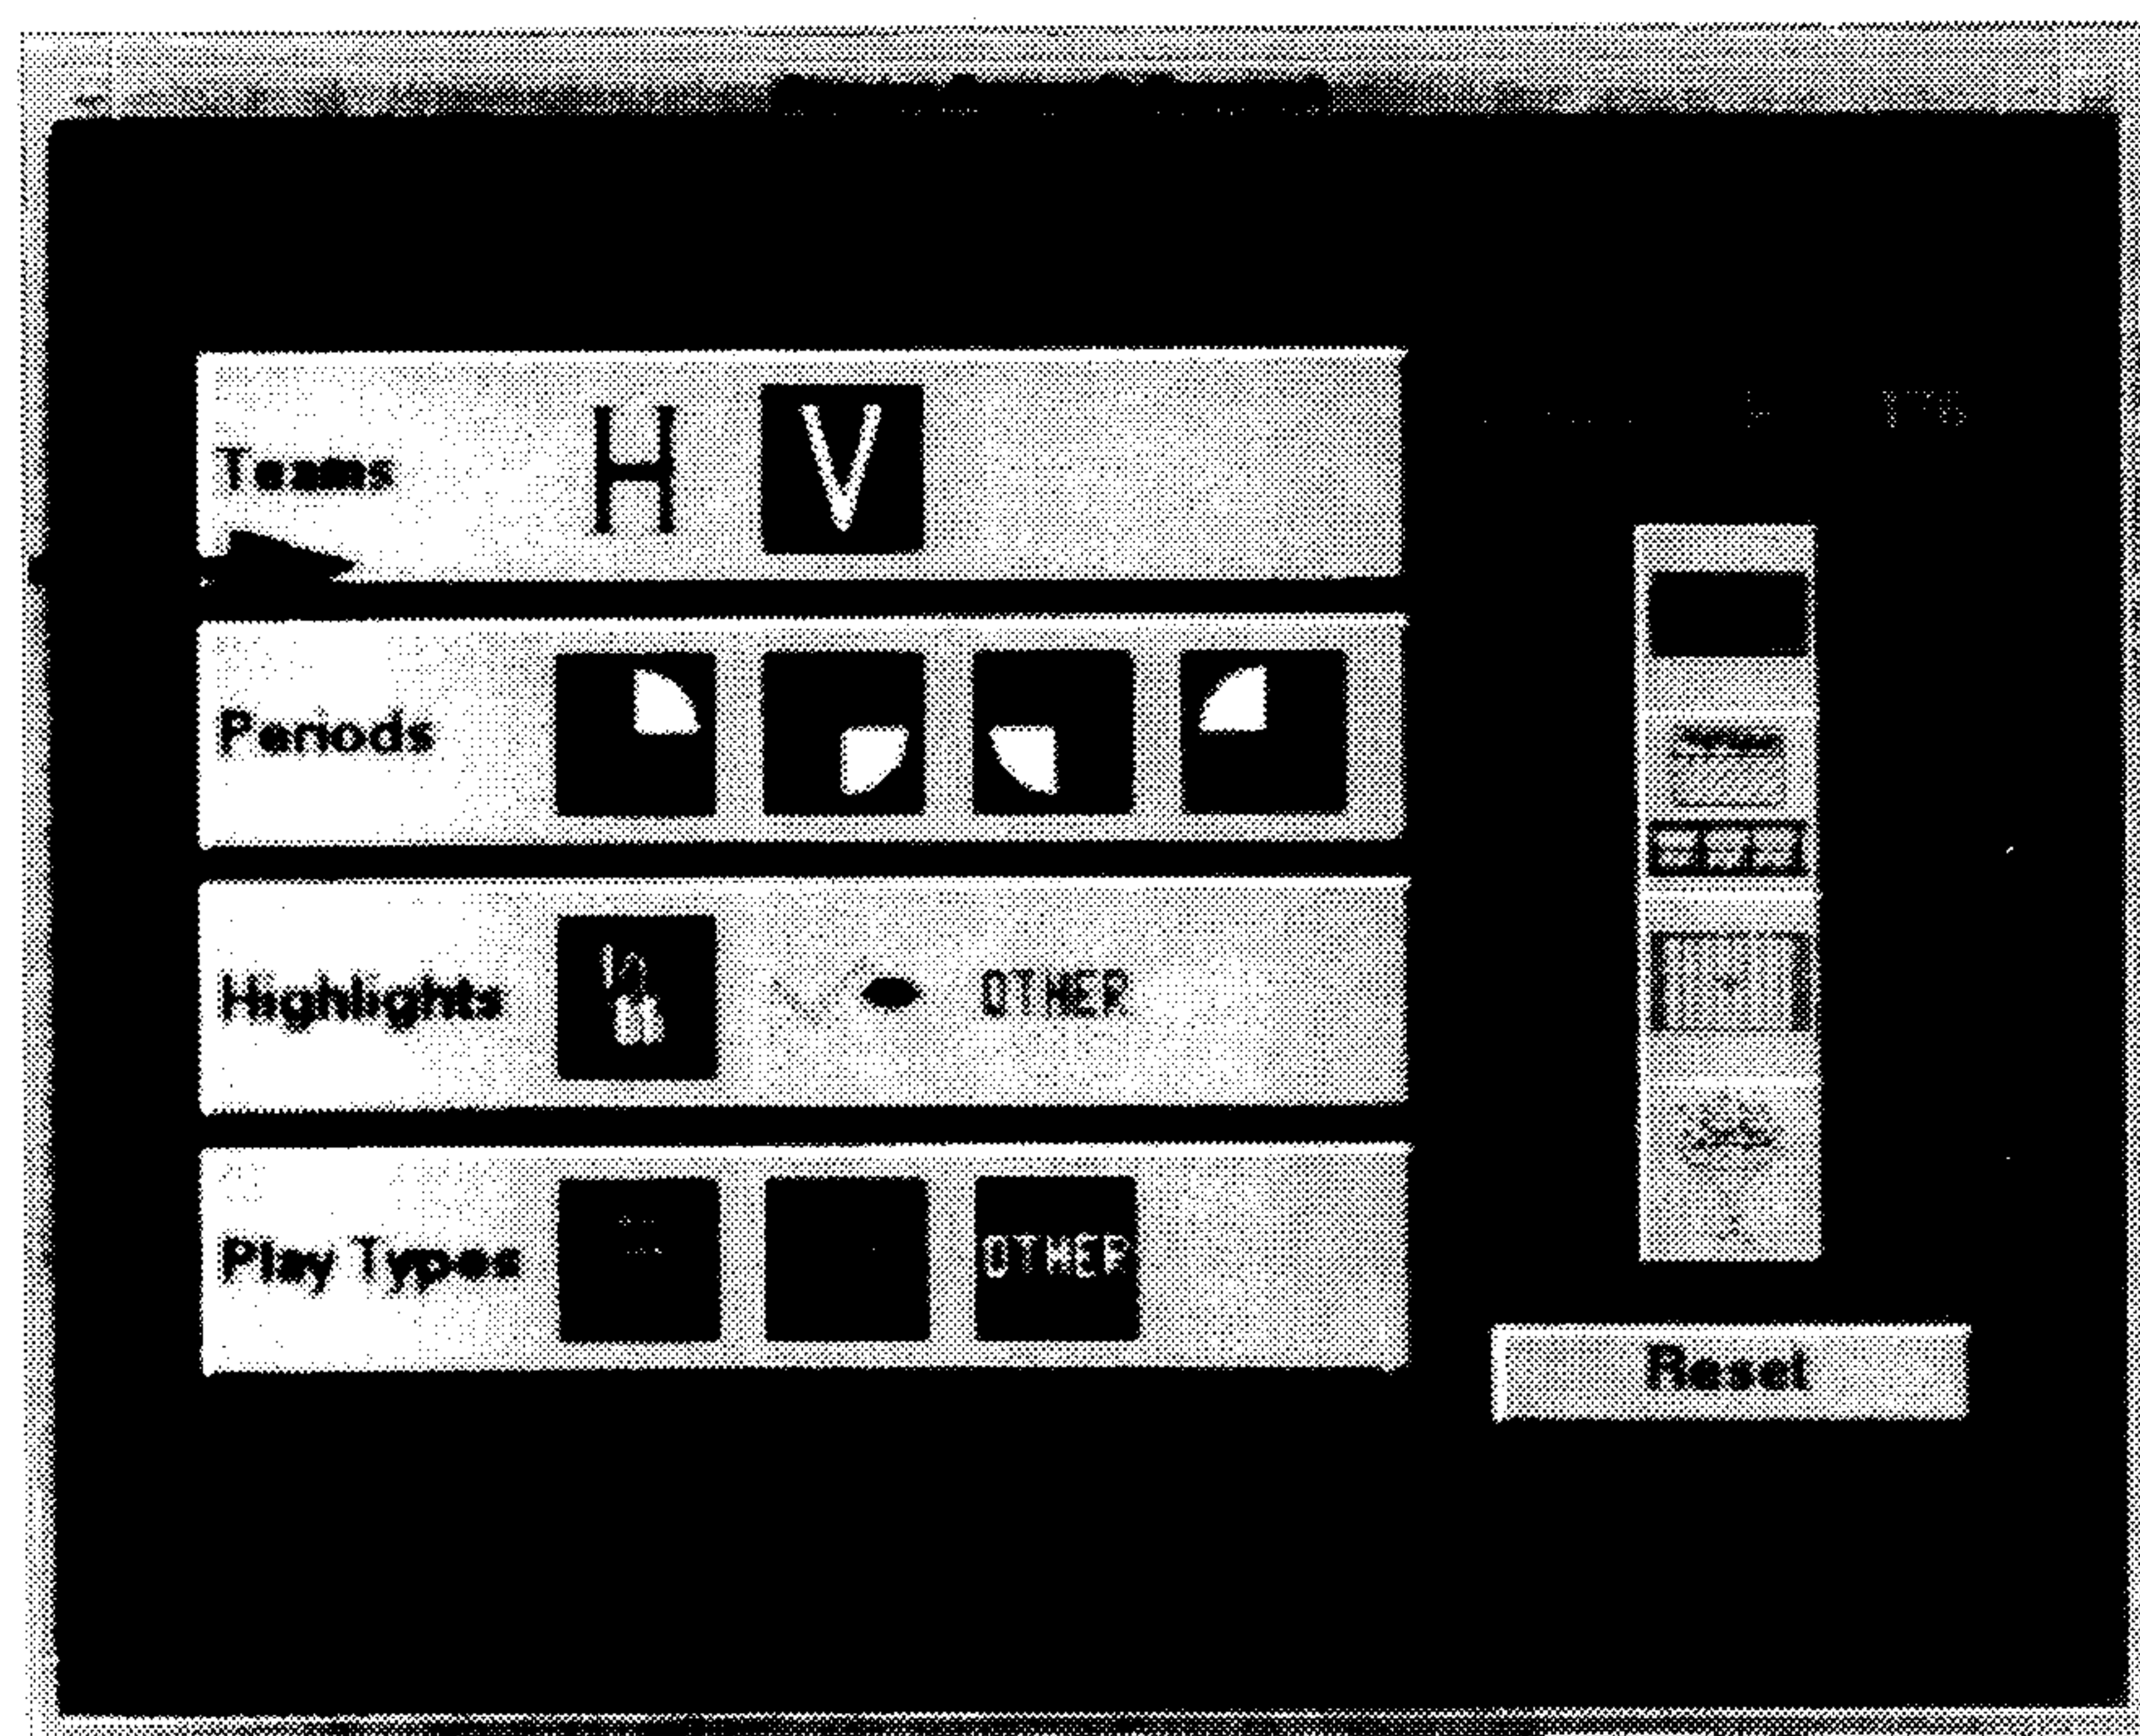 Teams H V
Periods
Highlights OTHER
Play Types OTHER
Reset